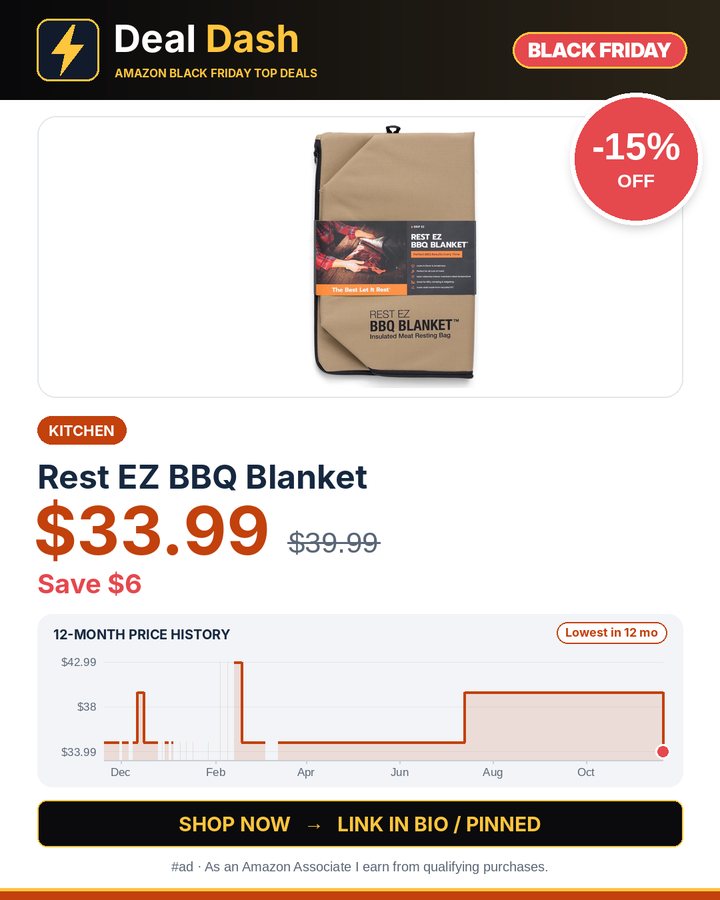 Deal Dash
AMAZON BLACK FRIDAY TOP DEALS
BLACK FRIDAY
-15%
OFF
REST EZ
BBQ BLANKET
The Best Let It Rest
REST EZ
BBQ BLANKET™
Insulated Meat Resting Bag
KITCHEN
Rest EZ BBQ Blanket
$33.99 $39.99
Save $6
12-MONTH PRICE HISTORY
Lowest in 12 mo
$42.99
$38
$33.99
Dec Feb Apr Jun Aug Oct
SHOP NOW → LINK IN BIO / PINNED
#ad · As an Amazon Associate I earn from qualifying purchases.